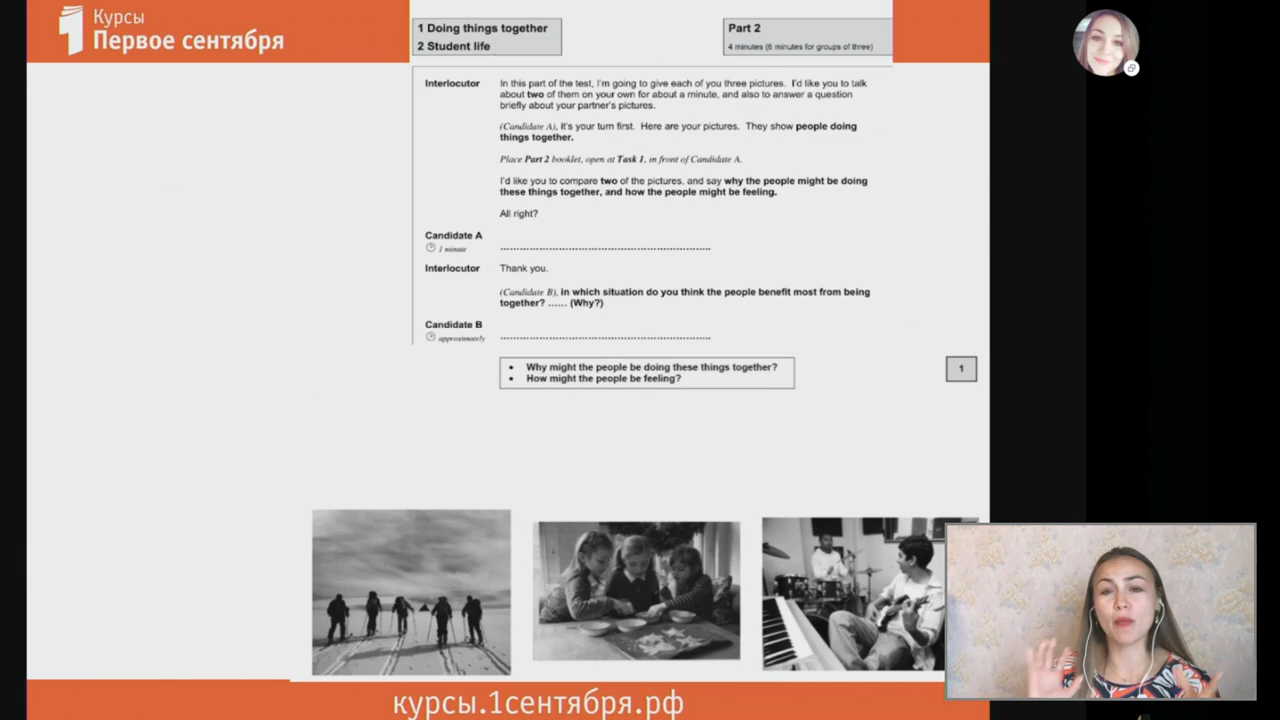 Курсы
Первое сентября
1 Doing things together
2 Student life
Part 2
4 minutes (6 minutes for groups of three)
Interlocutor
In this part of the test, I'm going to give each of you three pictures. I'd like you to talk
about two of them on your own for about a minute, and also to answer a question
briefly about your partner's pictures.
(Candidate A), it's your turn first. Here are your pictures. They show people doing
things together.
Place Part 2 booklet, open at Task 1, in front of Candidate A.
I'd like you to compare two of the pictures, and say why the people might be doing
these things together, and how the people might be feeling.
All right?
Candidate A
1 minute
Interlocutor
Thank you.
(Candidate B), in which situation do you think the people benefit most from being
together? ...... (Why?)
Candidate B
approximately
• Why might the people be doing these things together?
• How might the people be feeling?
1
курсы.1сентября.рф